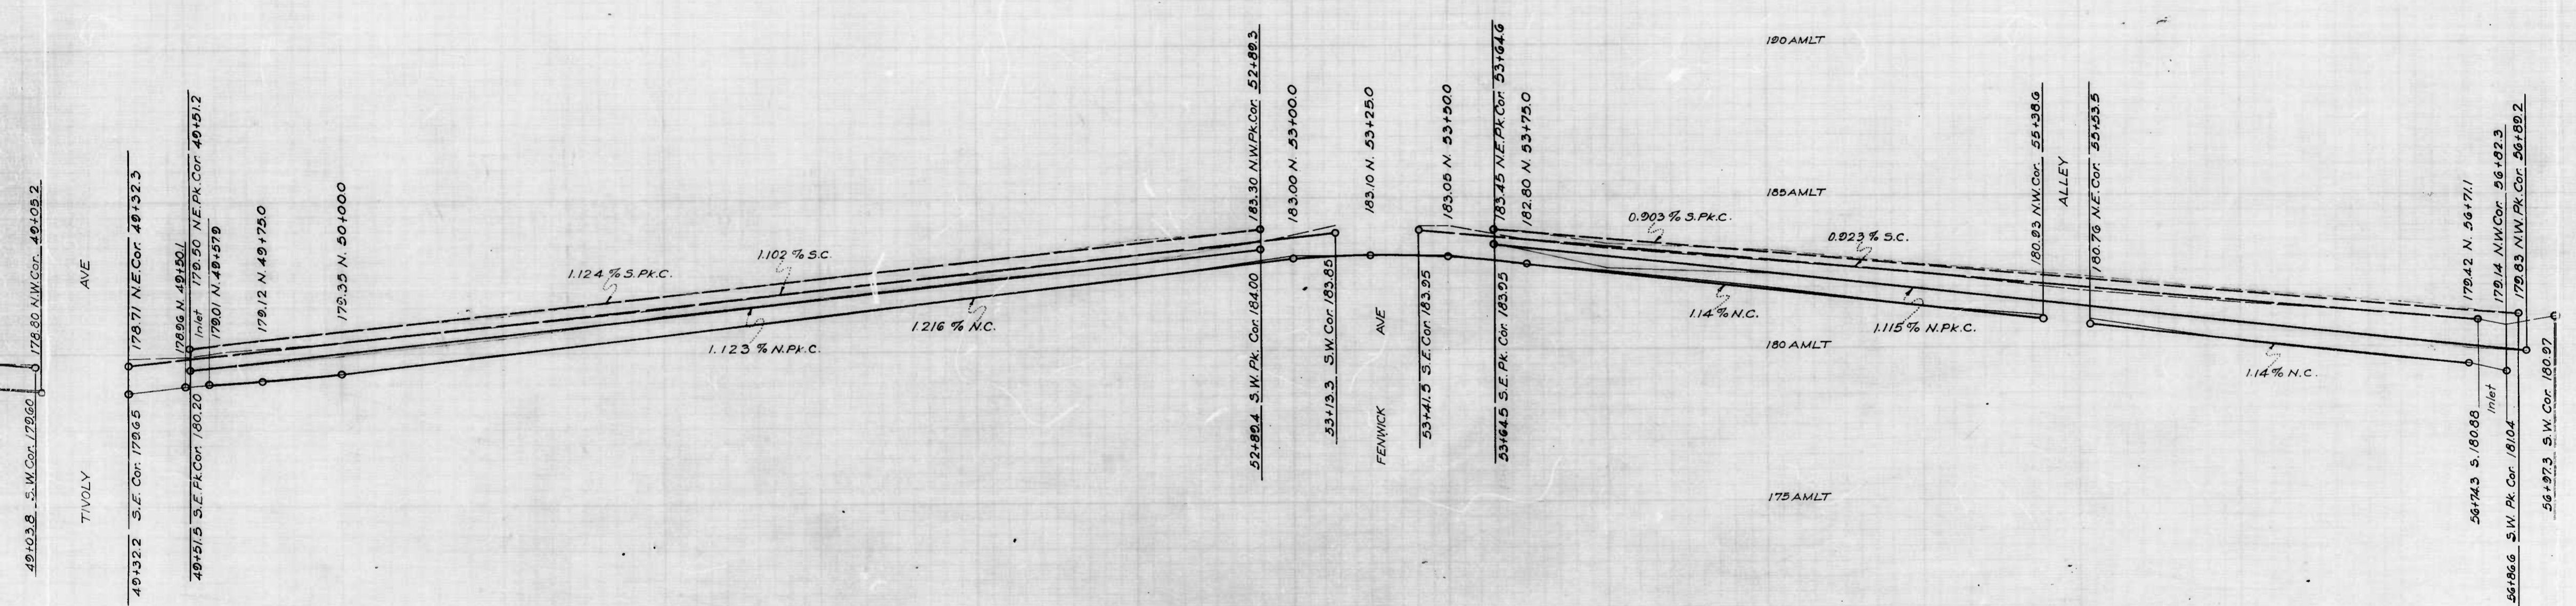 178.80 N.W.Cor. 49+05.2
49+03.8 S.W.Cor. 179.60
AVE
TIVOLY
178.71 N.E.Cor. 49+32.3
49+32.2 S.E. Cor. 179.65
178.96 N. 49+50.1
Inlet
179.50 N.E.Pk.Cor. 49+51.2
49+51.5 S.E.Pk.Cor. 180.20
179.01 N. 49+579
179.12 N. 49+75.0
179.35 N. 50+00.0
1.124 % S.Pk.C.
1.102 % S.C.
1.123 % N.Pk.C.
1.216 % N.C.
183.30 N.W.Pk.Cor. 52+89.3
52+89.4 S.W.Pk. Cor. 184.00
183.00 N. 53+00.0
53+13.3 S.W.Cor. 183.85
183.10 N. 53+25.0
FENWICK AVE
53+41.5 S.E.Cor. 183.95
183.05 N. 53+50.0
183.45 N.E.Pk.Cor. 53+64.6
53+64.5 S.E.Pk.Cor. 183.95
182.80 N. 53+75.0
190 AMLT
185 AMLT
180 AMLT
175 AMLT
0.903 % S.Pk.C.
0.923 % S.C.
1.14 % N.C.
1.115 % N.Pk.C.
180.93 N.W.Cor. 55+38.6
ALLEY
180.76 N.E.Cor. 55+53.5
1.14 % N.C.
179.42 N. 56+71.1
56+74.3 S. 180.88
Inlet
179.14 N.W.Cor. 56+82.3
179.83 N.W.Pk.Cor. 56+89.2
56+86.6 S.W.Pk.Cor. 181.04
56+97.3 S.W.Cor. 180.97